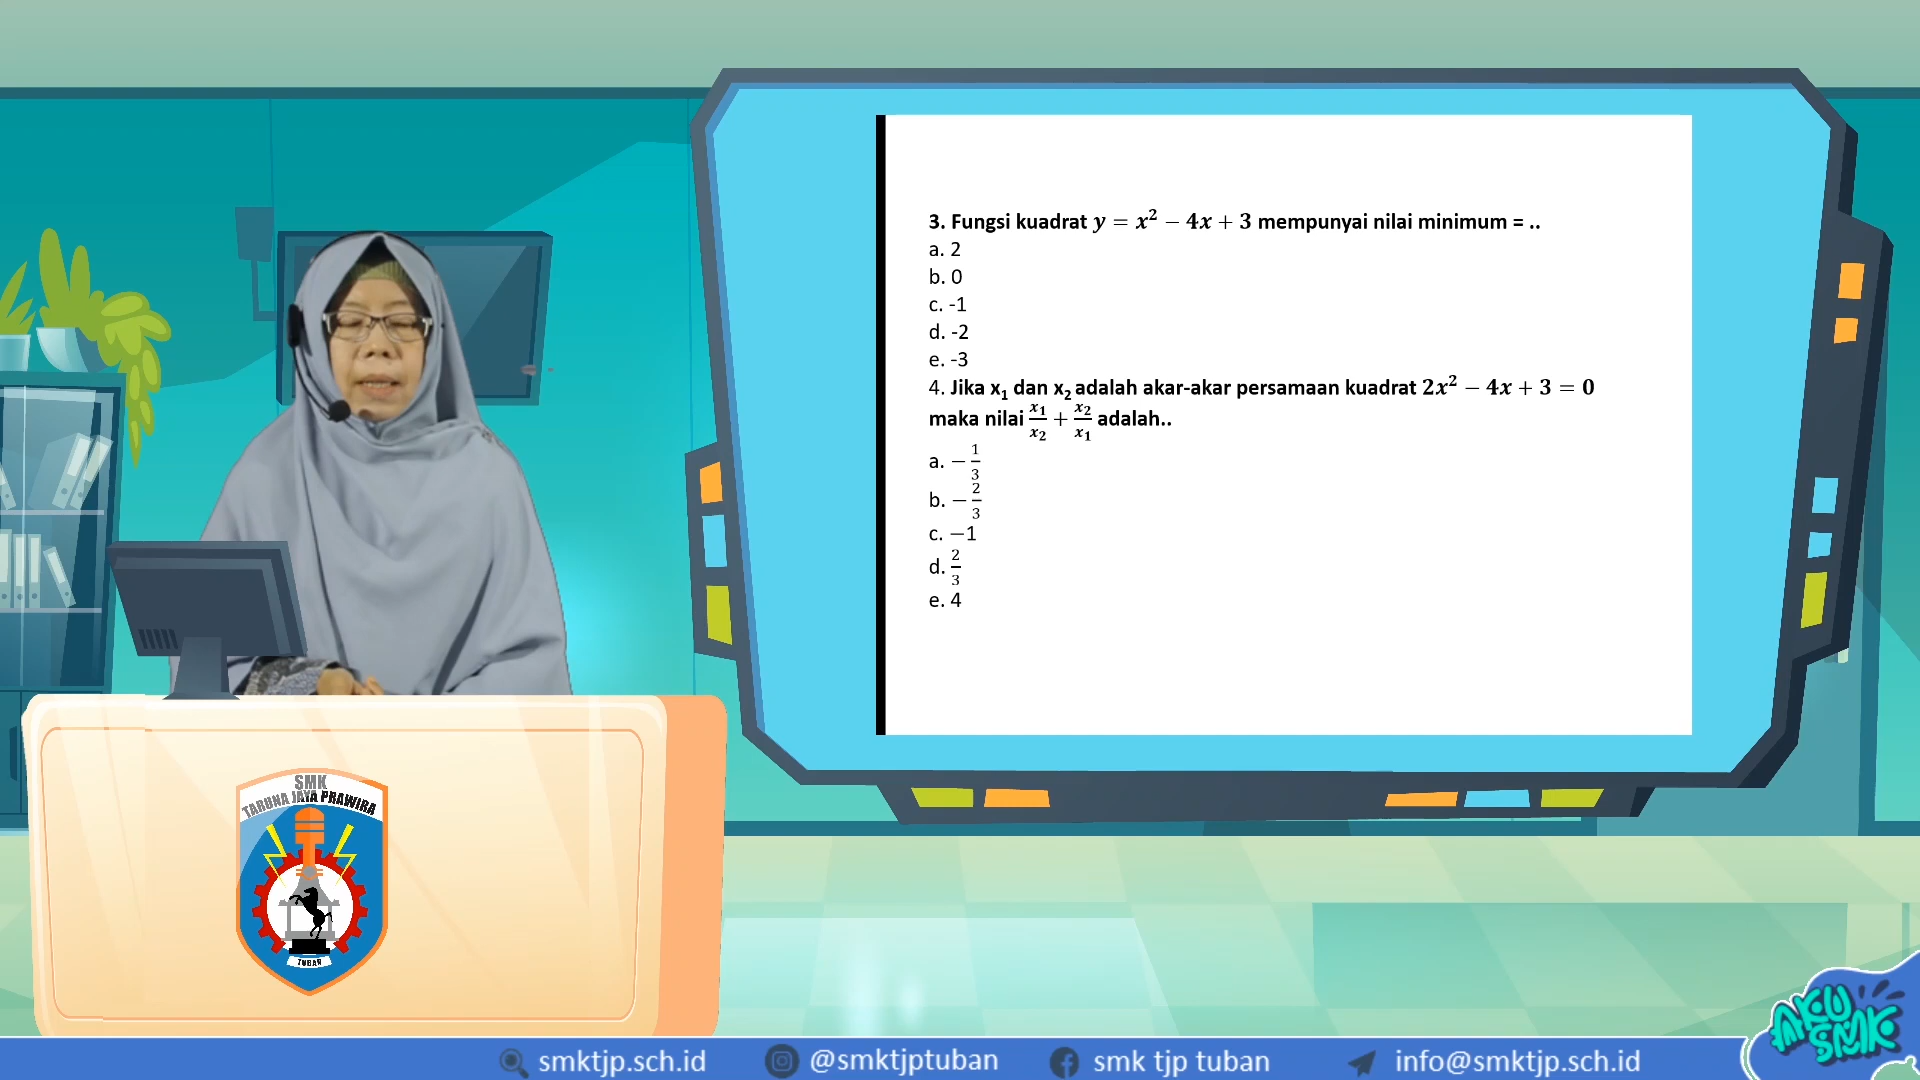 3. Fungsi kuadrat y = x² − 4x + 3 mempunyai nilai minimum = ..
a. 2
b. 0
c. -1
d. -2
e. -3
4. Jika x₁ dan x₂ adalah akar-akar persamaan kuadrat 2x² − 4x + 3 = 0
maka nilai x₁/x₂ + x₂/x₁ adalah..
a. −1/3
b. −2/3
c. −1
d. 2/3
e. 4
SMK
TARUNA JAYA PRAWIRA
TUBAN
AKU
SMK
smktjp.sch.id @smktjptuban smk tjp tuban info@smktjp.sch.id